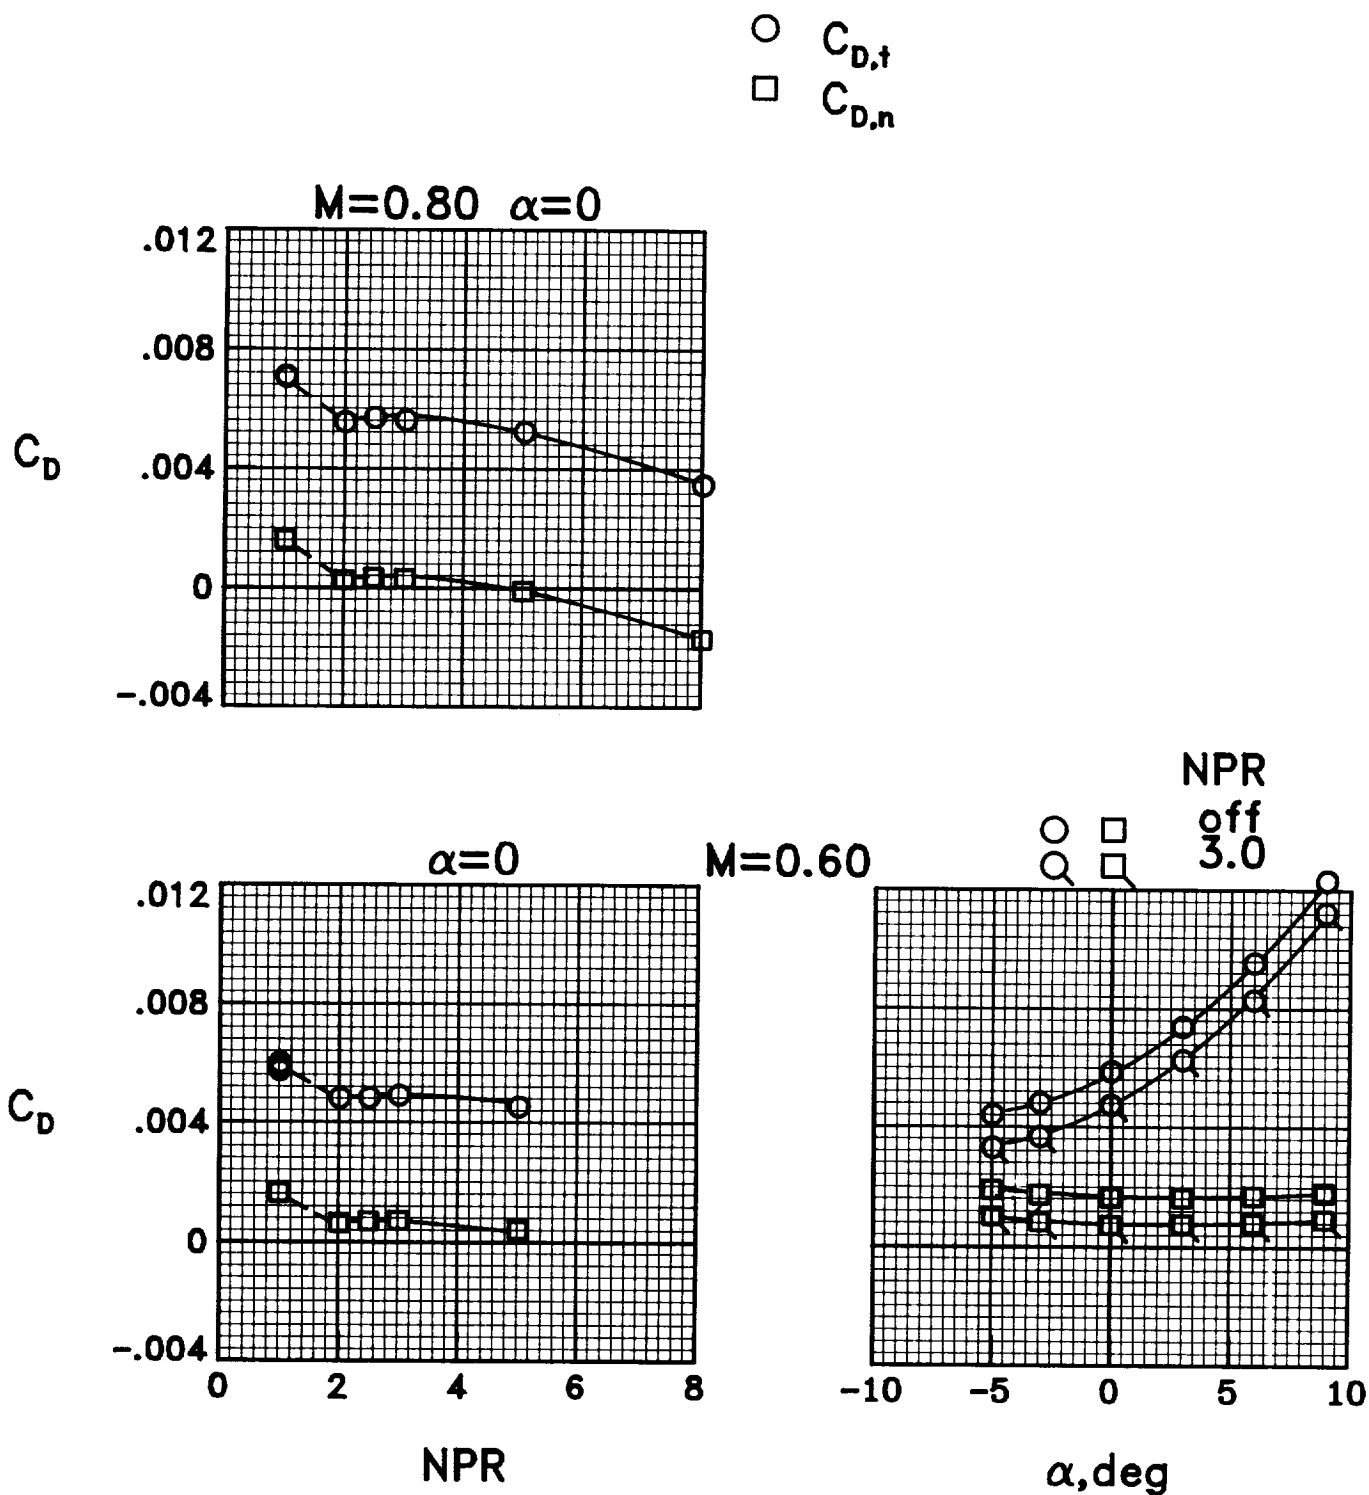 C_D,t
C_D,n
M=0.80 α=0
.012
.008
C_D
.004
0
-.004
NPR
off
3.0
α=0
M=0.60
.012
.008
C_D
.004
0
-.004
0 2 4 6 8
-10 -5 0 5 10
NPR
α,deg